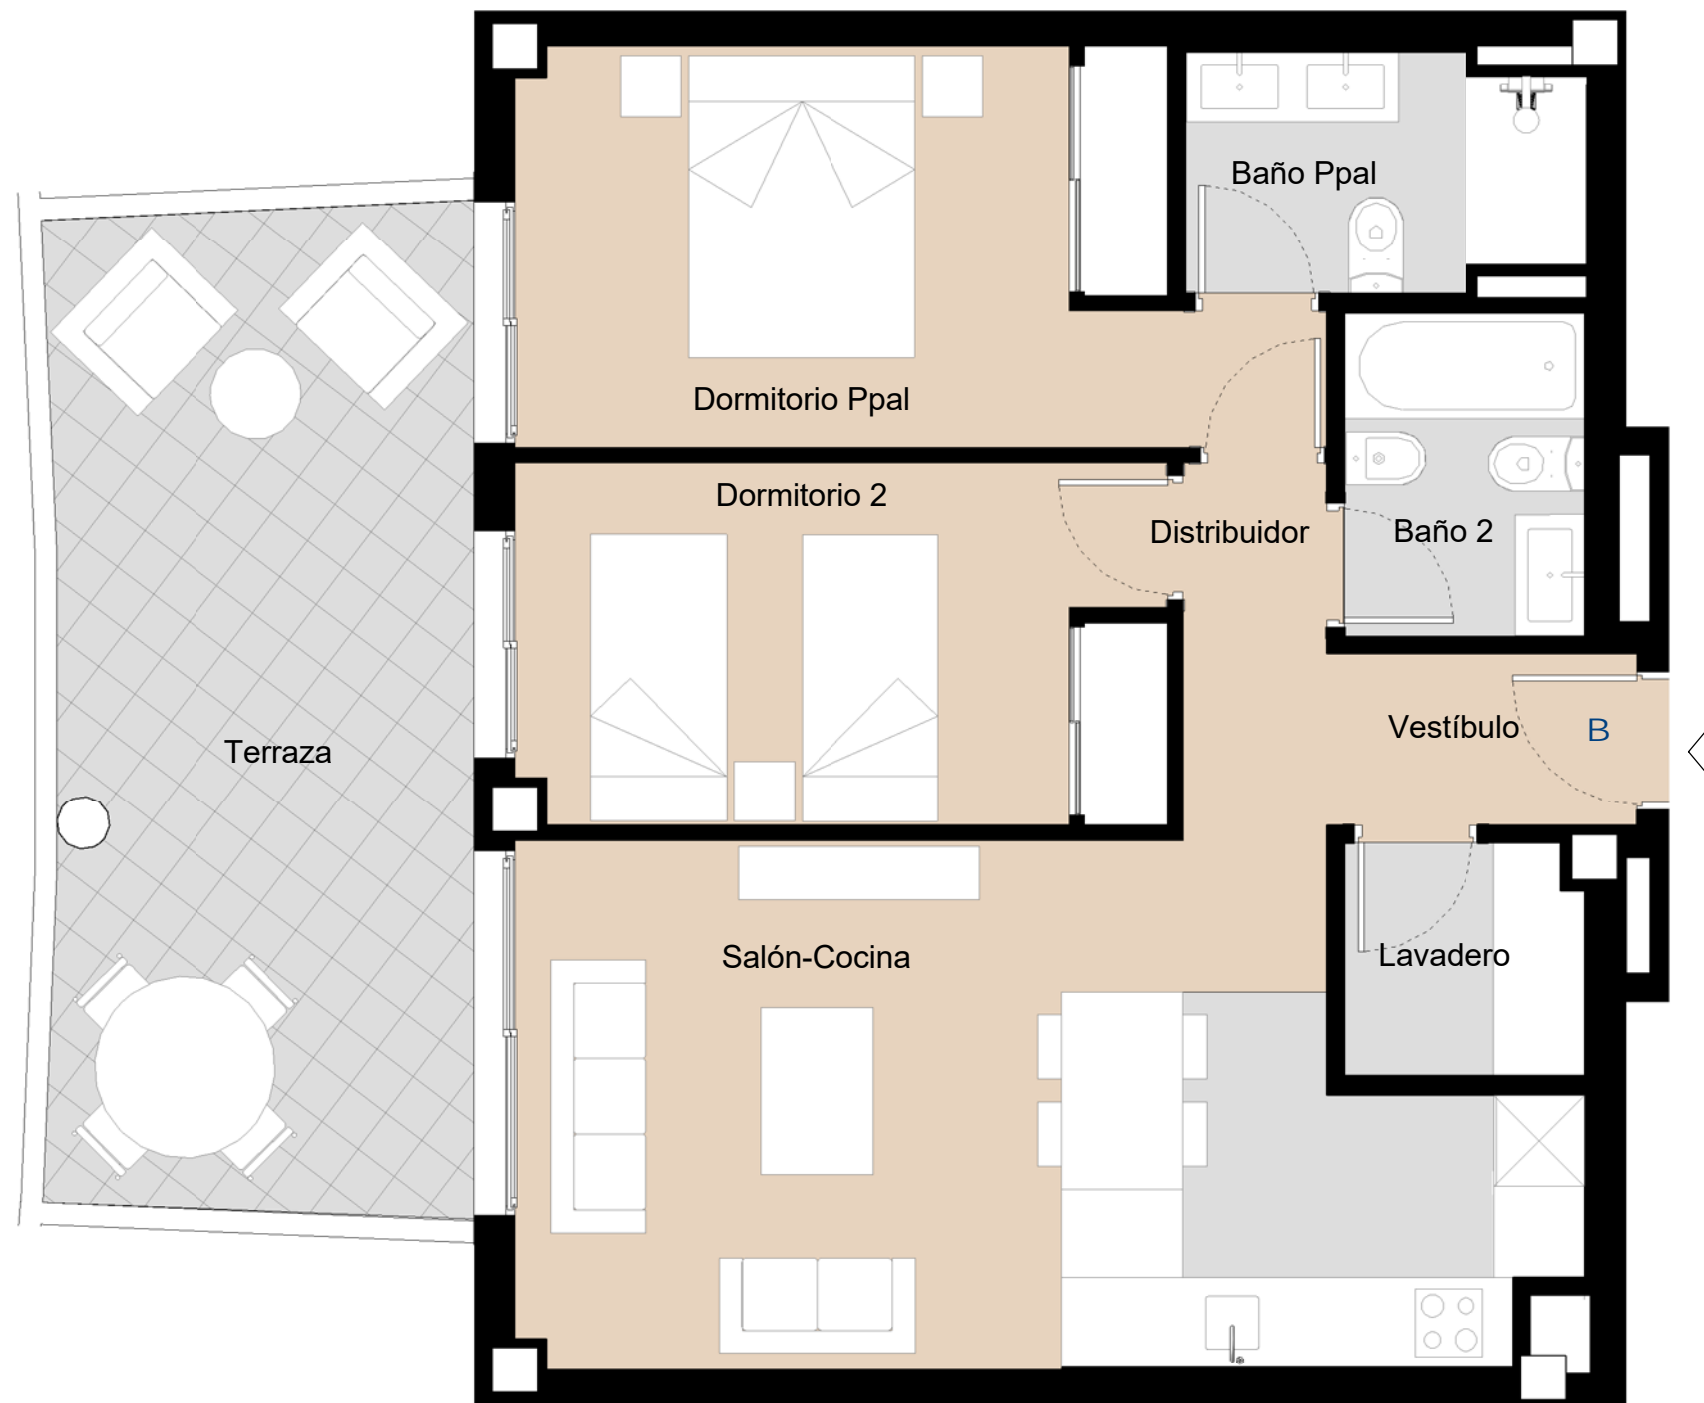 Baño Ppal
Dormitorio Ppal
Dormitorio 2
Distribuidor
Baño 2
Vestíbulo
B
Terraza
Salón-Cocina
Lavadero